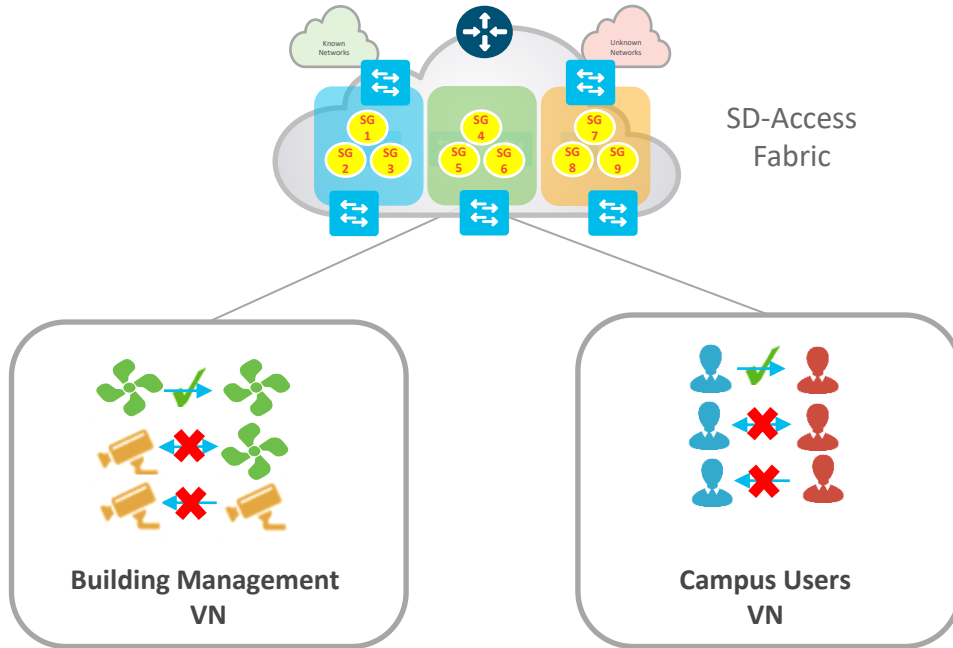 Known
Networks
Unknown
Networks
SG
1
SG
2
SG
3
SG
4
SG
5
SG
6
SG
7
SG
8
SG
9
SD-Access
Fabric
Building Management
VN
Campus Users
VN